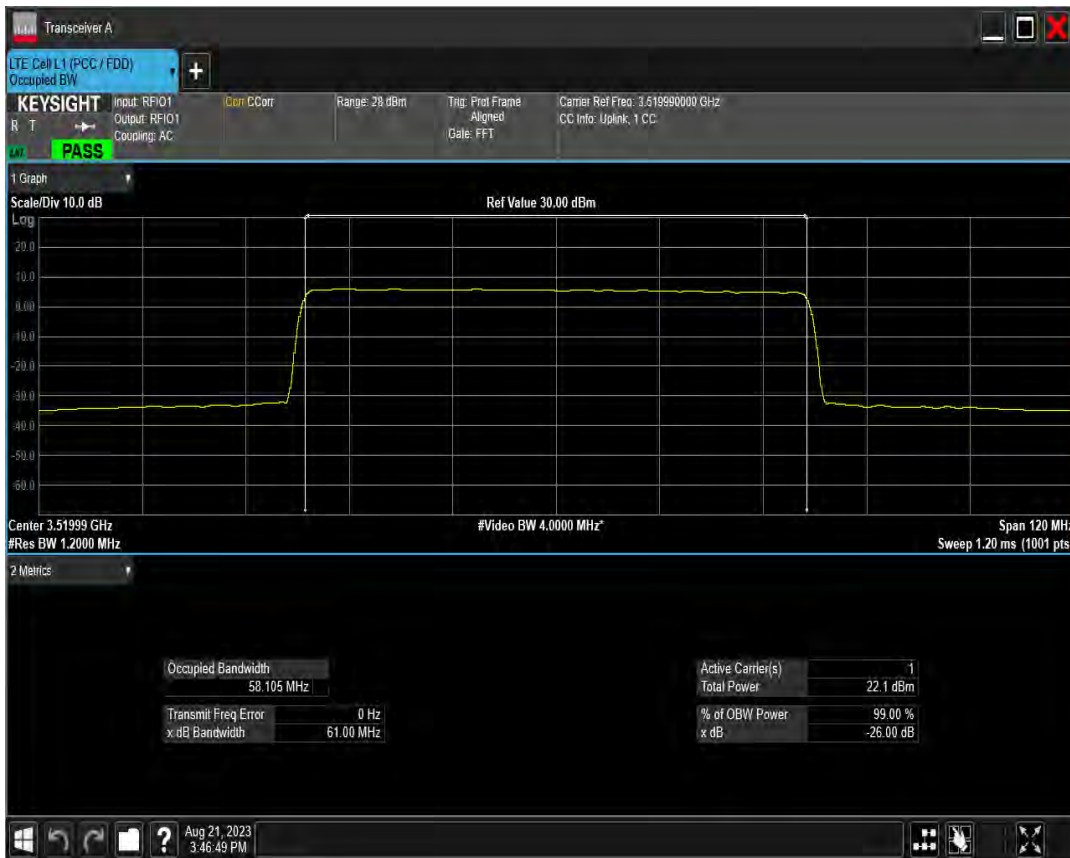 Transceiver A
LTE Cell L1 (PCC / FDD)
Occupied BW
+
KEYSIGHT
R T
PASS
Input: RFIO1
Output: RFIO1
Coupling: AC
Corr CCorr
Range: 28 dBm
Trig: Prot Frame
Aligned
Gate: FFT
Carrier Ref Freq: 3.519990000 GHz
CC Info: Uplink, 1 CC
1 Graph
Scale/Div 10.0 dB
Ref Value 30.00 dBm
Log
20.0
10.0
0.00
-10.0
-20.0
-30.0
-40.0
-50.0
-60.0
Center 3.51999 GHz
#Video BW 4.0000 MHz*
Span 120 MHz
#Res BW 1.2000 MHz
Sweep 1.20 ms (1001 pts
2 Metrics
Occupied Bandwidth
58.105 MHz
Transmit Freq Error 0 Hz
x dB Bandwidth 61.00 MHz
Active Carrier(s) 1
Total Power 22.1 dBm
% of OBW Power 99.00 %
x dB -26.00 dB
?
Aug 21, 2023
3:46:49 PM